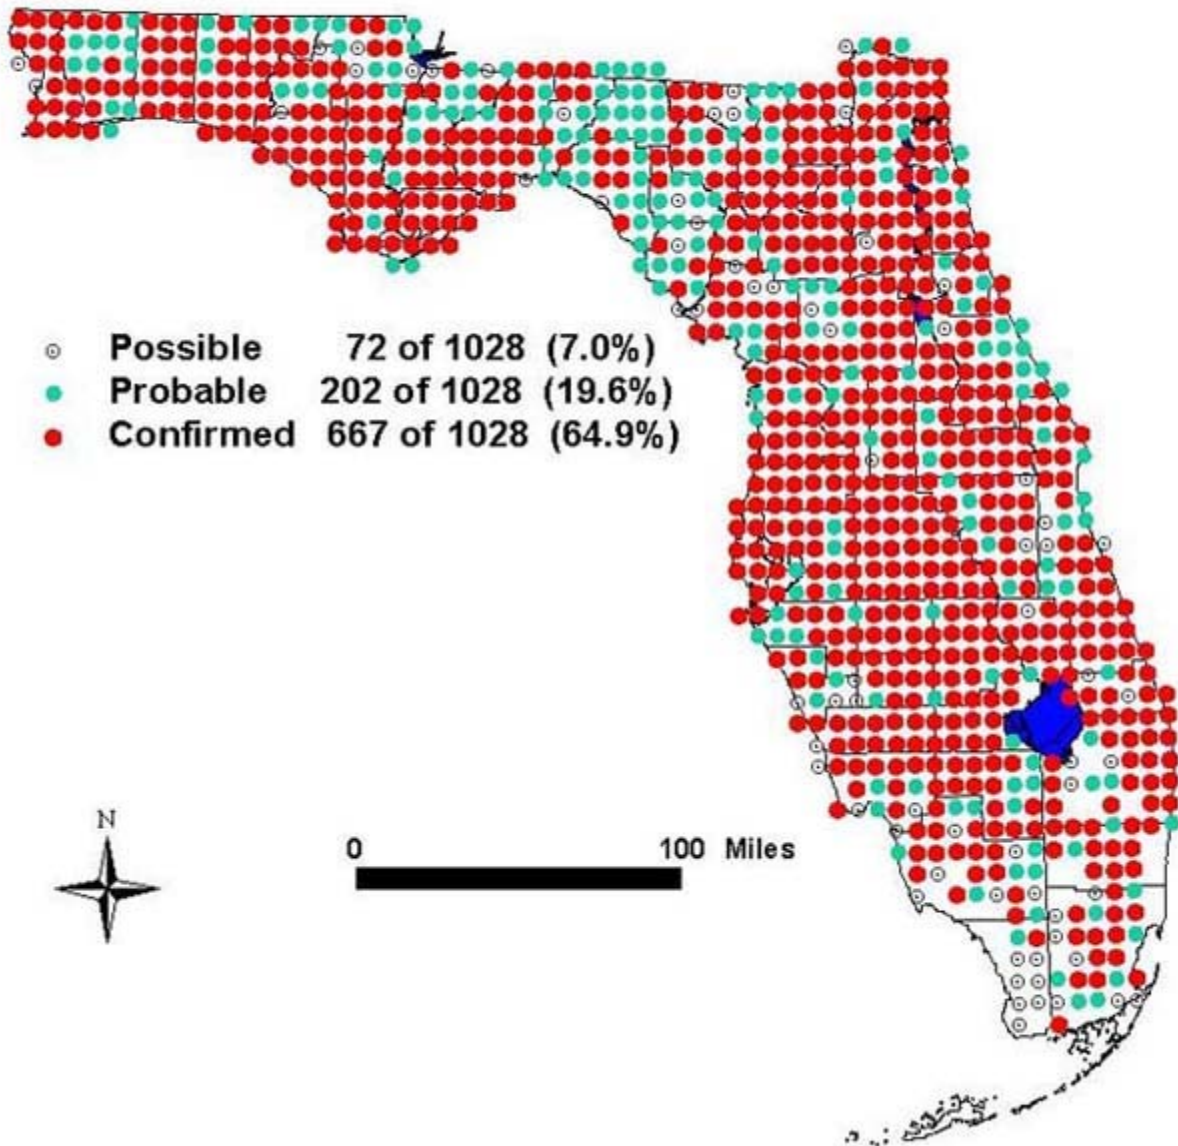 Possible 72 of 1028 (7.0%)
Probable 202 of 1028 (19.6%)
Confirmed 667 of 1028 (64.9%)
N
0 100 Miles